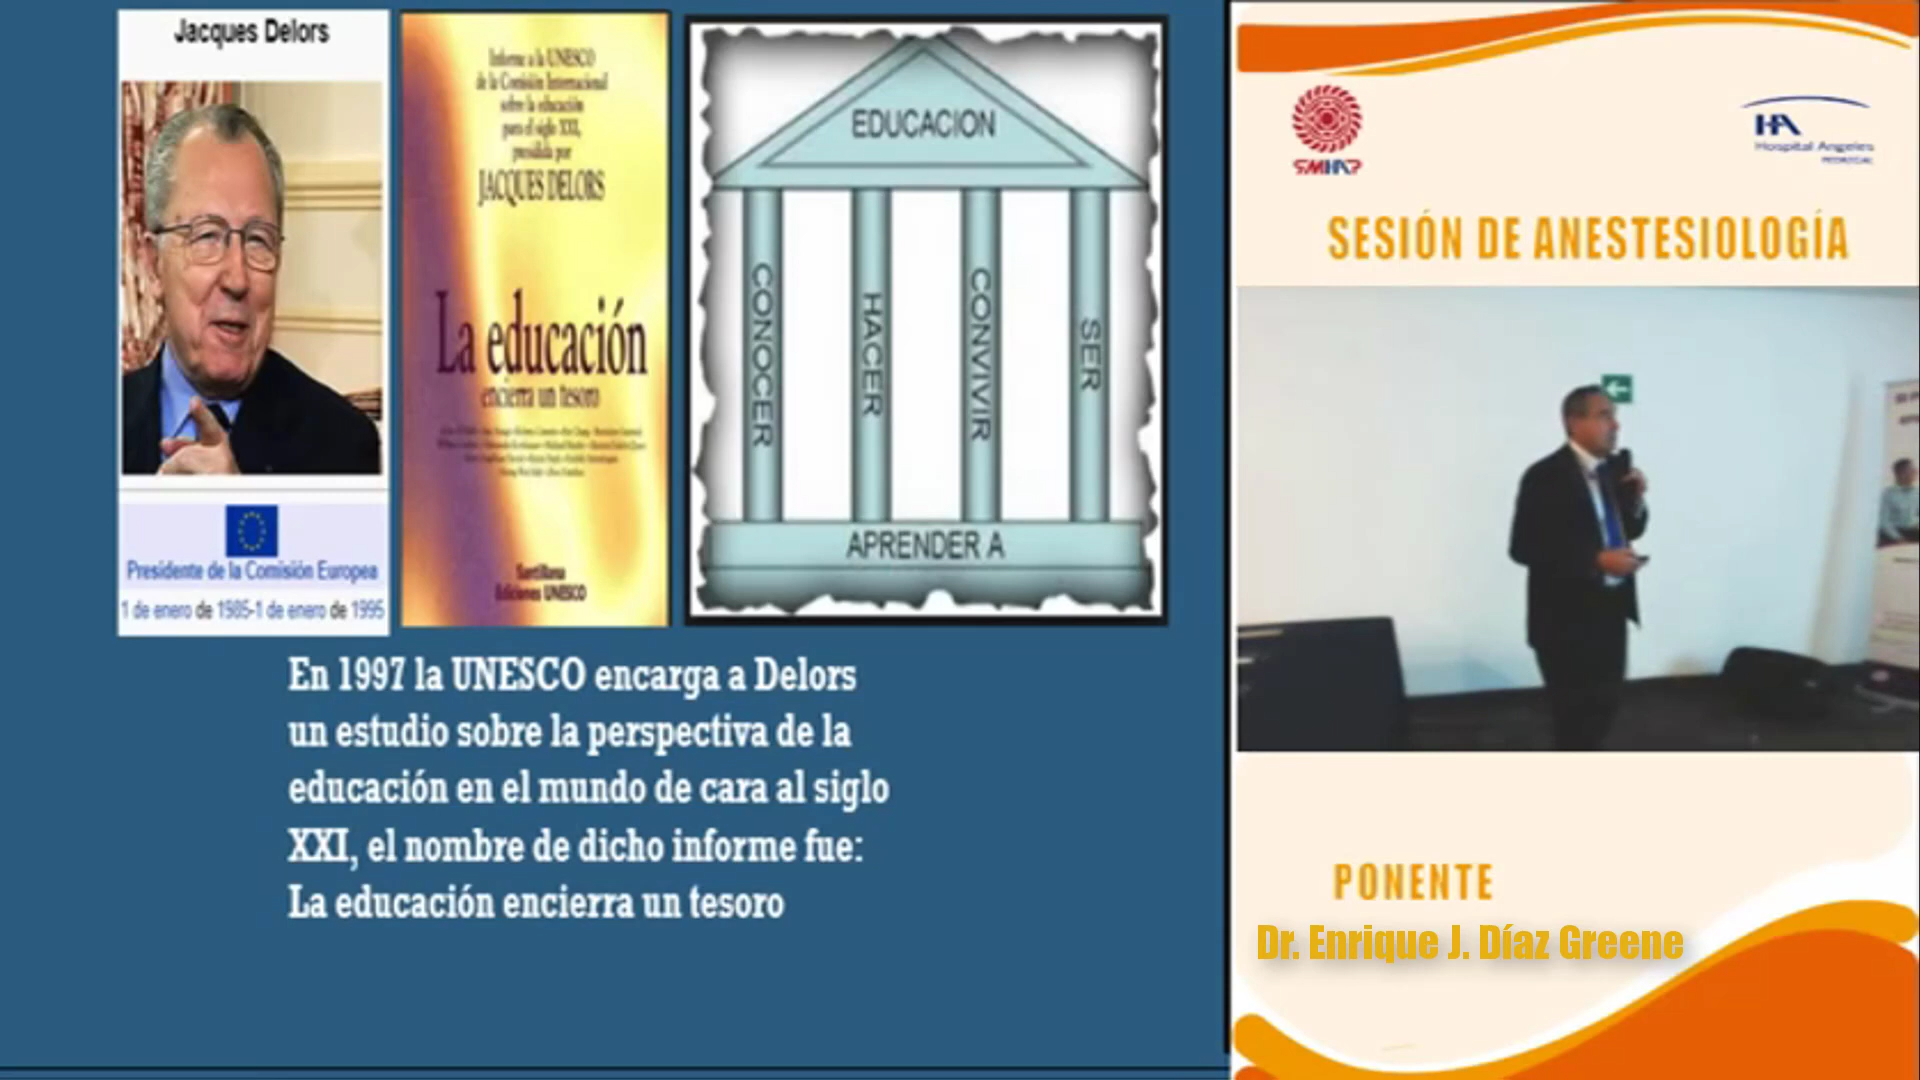 Jacques Delors
Presidente de la Comisión Europea
1 de enero de 1985-1 de enero de 1995
Informe a la UNESCO
de la Comisión Internacional
sobre la educación
para el siglo XXI,
presidida por
JACQUES DELORS
La educación
encierra un tesoro
Santillana
Ediciones UNESCO
EDUCACION
CONOCER
HACER
CONVIVIR
SER
APRENDER A
En 1997 la UNESCO encarga a Delors
un estudio sobre la perspectiva de la
educación en el mundo de cara al siglo
XXI, el nombre de dicho informe fue:
La educación encierra un tesoro
SMHAP
HA
Hospital Angeles
PEDREGAL
SESIÓN DE ANESTESIOLOGÍA
PONENTE
Dr. Enrique J. Díaz Greene